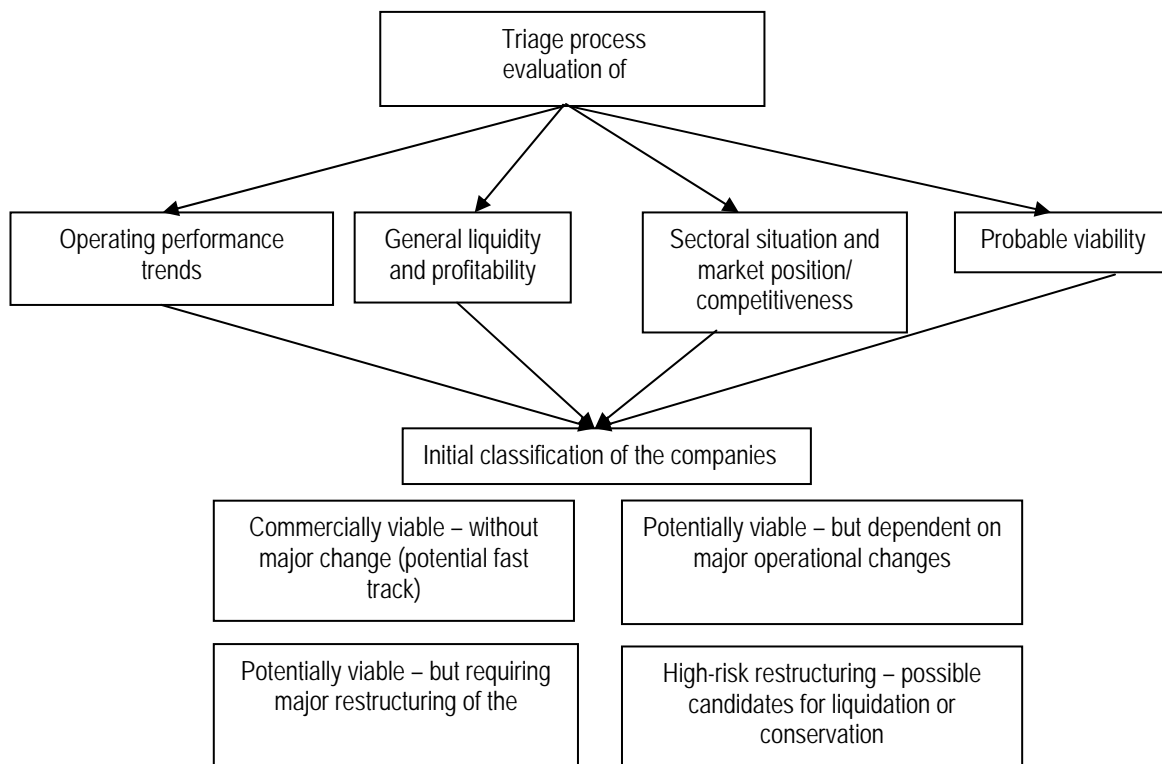 Triage process
evaluation of
Operating performance
trends
General liquidity
and profitability
Sectoral situation and
market position/
competitiveness
Probable viability
Initial classification of the companies
Commercially viable – without
major change (potential fast
track)
Potentially viable – but dependent on
major operational changes
Potentially viable – but requiring
major restructuring of the
High-risk restructuring – possible
candidates for liquidation or
conservation